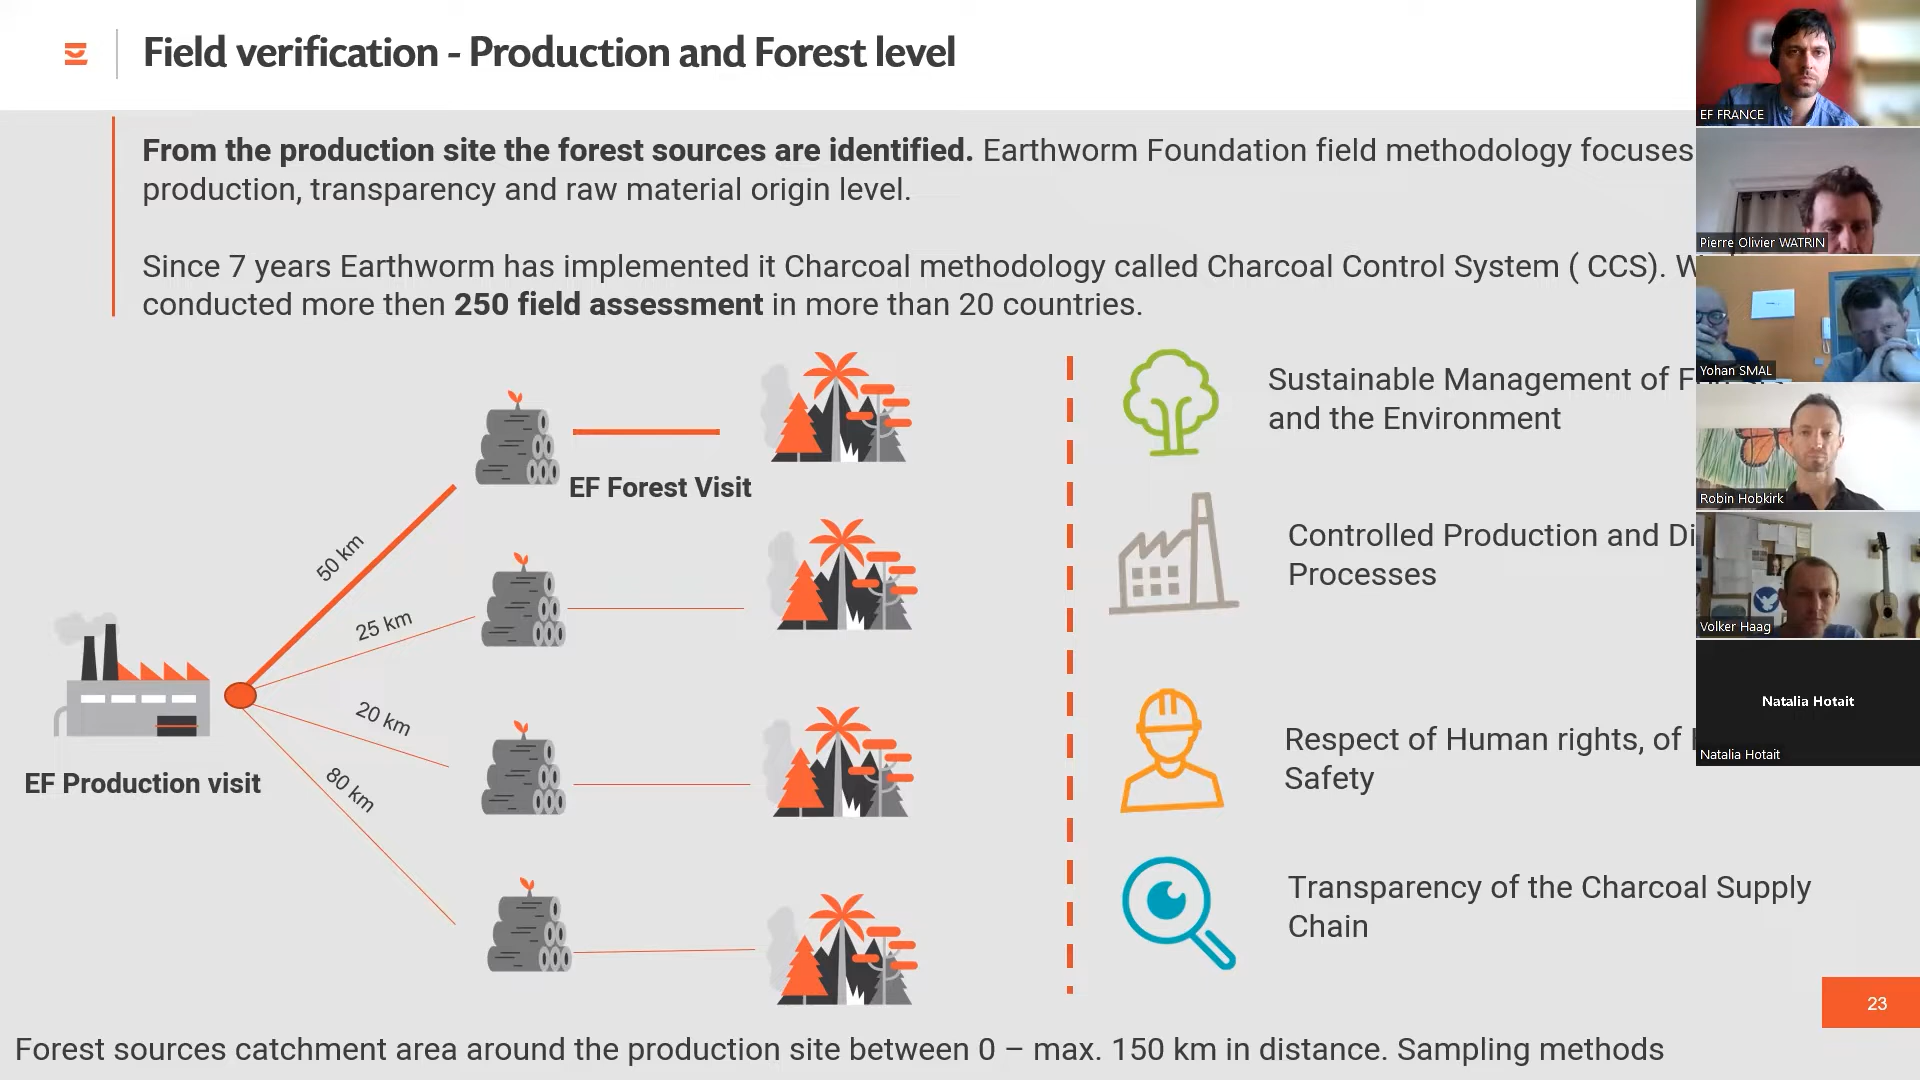 Field verification - Production and Forest level
From the production site the forest sources are identified. Earthworm Foundation field methodology focuses
production, transparency and raw material origin level.
Since 7 years Earthworm has implemented it Charcoal methodology called Charcoal Control System ( CCS).
conducted more then 250 field assessment in more than 20 countries.
EF Forest Visit
50 km
25 km
20 km
80 km
EF Production visit
Sustainable Management of
and the Environment
Controlled Production and
Processes
Respect of Human rights, of
Safety
Transparency of the Charcoal Supply
Chain
23
Forest sources catchment area around the production site between 0 – max. 150 km in distance. Sampling methods
EF FRANCE
Pierre Olivier WATRIN
Yohan SMAL
Robin Hobkirk
Volker Haag
Natalia Hotait
Natalia Hotait